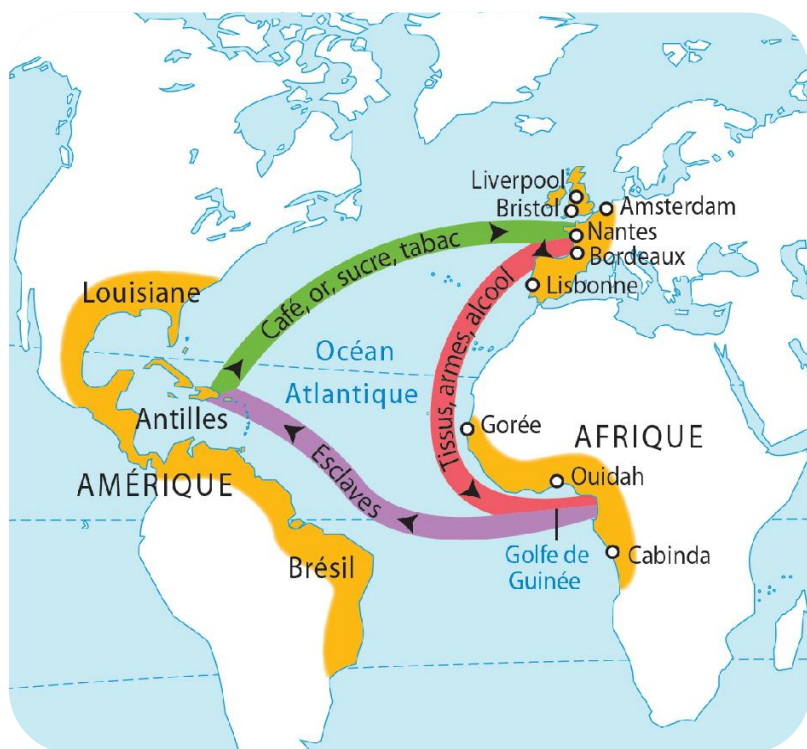 Liverpool
Bristol
Amsterdam
Nantes
Bordeaux
Lisbonne
Café, or, sucre, tabac
Tissus, armes, alcool
Louisiane
Océan
Atlantique
Antilles
Gorée
AFRIQUE
Esclaves
Ouidah
AMÉRIQUE
Golfe de
Guinée
Cabinda
Brésil